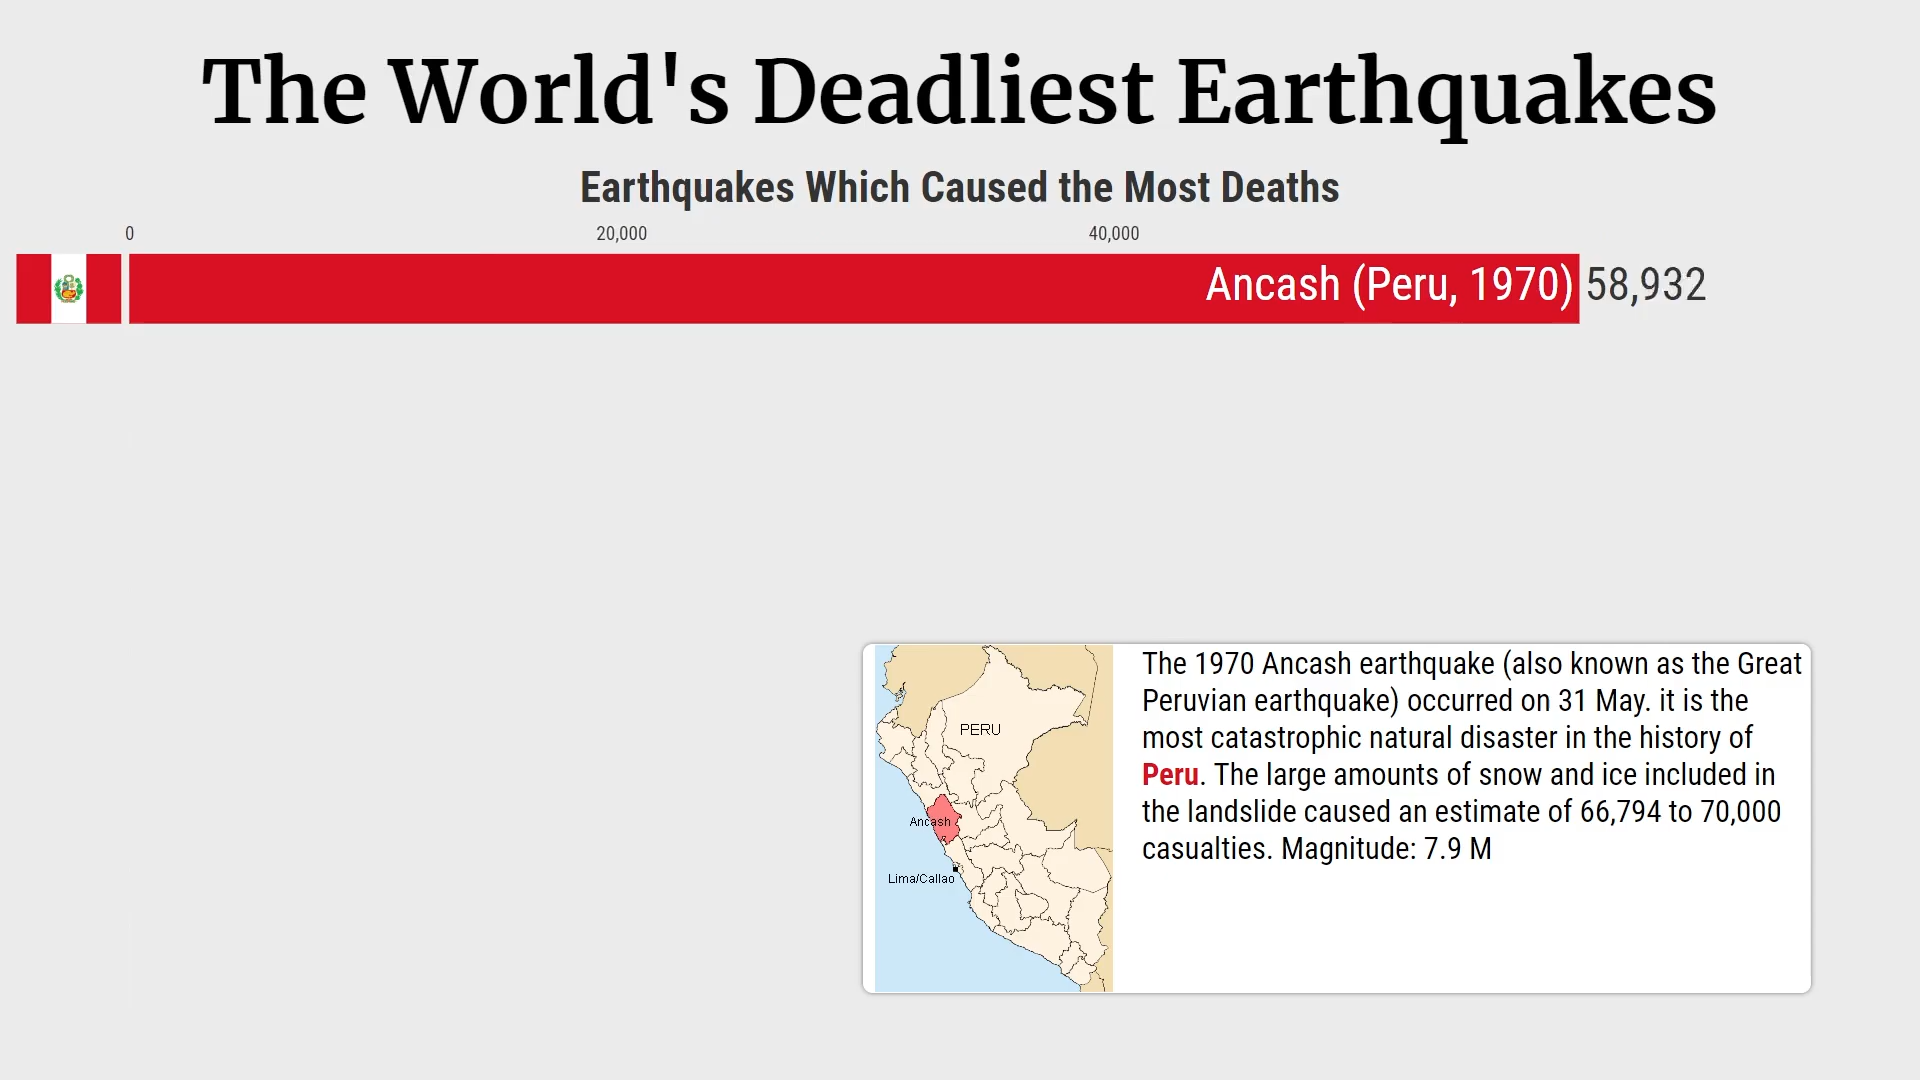 The World's Deadliest Earthquakes
Earthquakes Which Caused the Most Deaths
0 20,000 40,000
Ancash (Peru, 1970) 58,932
The 1970 Ancash earthquake (also known as the Great
Peruvian earthquake) occurred on 31 May. it is the
most catastrophic natural disaster in the history of
Peru. The large amounts of snow and ice included in
the landslide caused an estimate of 66,794 to 70,000
casualties. Magnitude: 7.9 M
PERU
Ancash
Lima/Callao